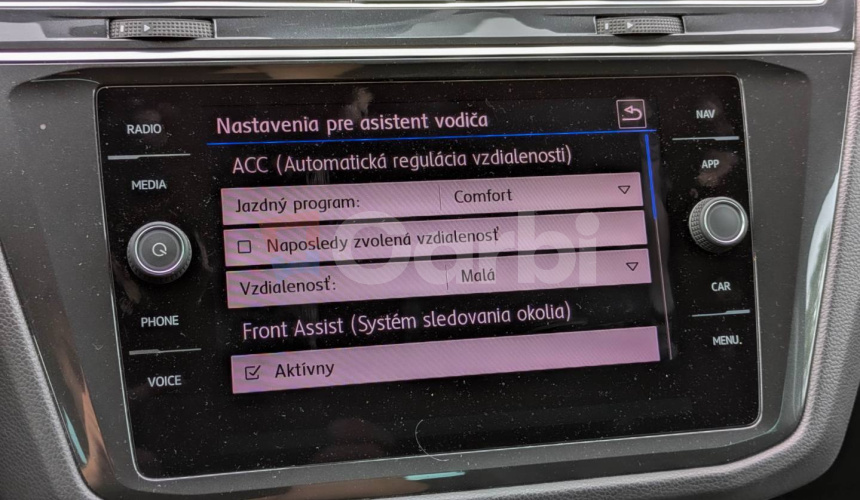 RADIO
MEDIA
PHONE
VOICE
Nastavenia pre asistent vodiča
ACC (Automatická regulácia vzdialenosti)
Jazdný program: Comfort
Naposledy zvolená vzdialenosť
Vzdialenosť: Malá
Front Assist (Systém sledovania okolia)
Aktívny
NAV
APP
CAR
MENU.
Carbi